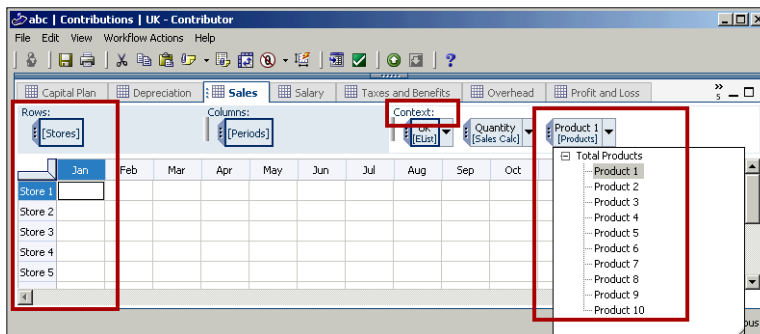 abc | Contributions | UK - Contributor
File Edit View Workflow Actions Help
Capital Plan Depreciation Sales Salary Taxes and Benefits Overhead Profit and Loss » 5
Rows: Columns: Context:
[Stores] [Periods] UK [EList] Quantity [Sales Calc] Product 1 [Products]
Total Products
Jan Feb Mar Apr May Jun Jul Aug Sep Oct
Product 1
Store 1
Product 2
Store 2
Product 3
Store 3
Product 4
Product 5
Store 4
Product 6
Store 5
Product 7
Product 8
Product 9
Product 10